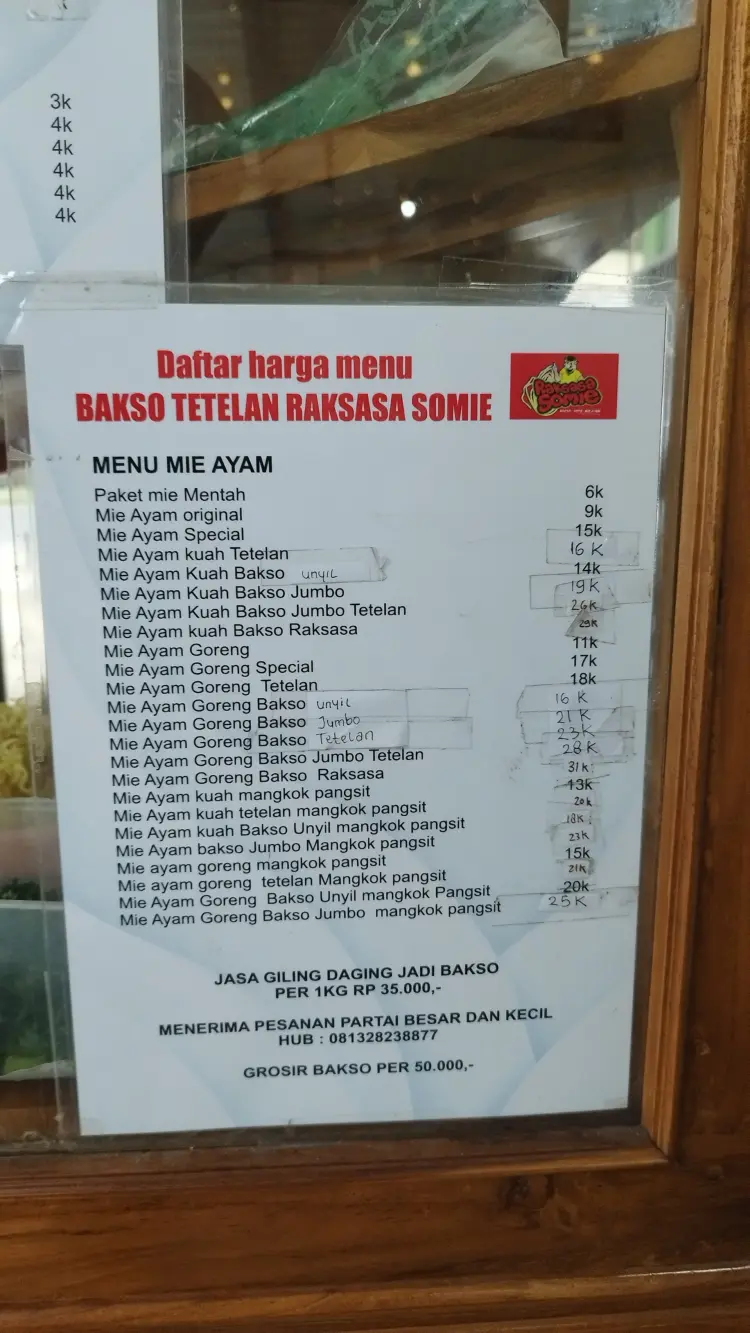 3k
4k
4k
4k
4k
4k
Daftar harga menu
BAKSO TETELAN RAKSASA SOMIE
Raksasa
SOMIE
MENU MIE AYAM
Paket mie Mentah 6k
Mie Ayam original 9k
Mie Ayam Special 15k
Mie Ayam kuah Tetelan 16 K
Mie Ayam Kuah Bakso unyil 14k
Mie Ayam Kuah Bakso Jumbo 19 K
Mie Ayam Kuah Bakso Jumbo Tetelan 26K
Mie Ayam kuah Bakso Raksasa 29K
Mie Ayam Goreng 11k
Mie Ayam Goreng Special 17k
Mie Ayam Goreng Tetelan 18k
Mie Ayam Goreng Bakso unyil 16 K
Mie Ayam Goreng Bakso Jumbo 21 K
Mie Ayam Goreng Bakso Tetelan 23K
Mie Ayam Goreng Bakso Jumbo Tetelan 28K
Mie Ayam Goreng Bakso Raksasa 31K
Mie Ayam kuah mangkok pangsit 13k
Mie Ayam kuah tetelan mangkok pangsit 20k
Mie Ayam kuah Bakso Unyil mangkok pangsit 18K
Mie Ayam bakso Jumbo Mangkok pangsit 23K
Mie ayam goreng mangkok pangsit 15k
Mie ayam goreng tetelan Mangkok pangsit 21K
Mie Ayam Goreng Bakso Unyil mangkok Pangsit 20k
Mie Ayam Goreng Bakso Jumbo mangkok pangsit 25K
JASA GILING DAGING JADI BAKSO
PER 1KG RP 35.000,-
MENERIMA PESANAN PARTAI BESAR DAN KECIL
HUB : 081328238877
GROSIR BAKSO PER 50.000,-